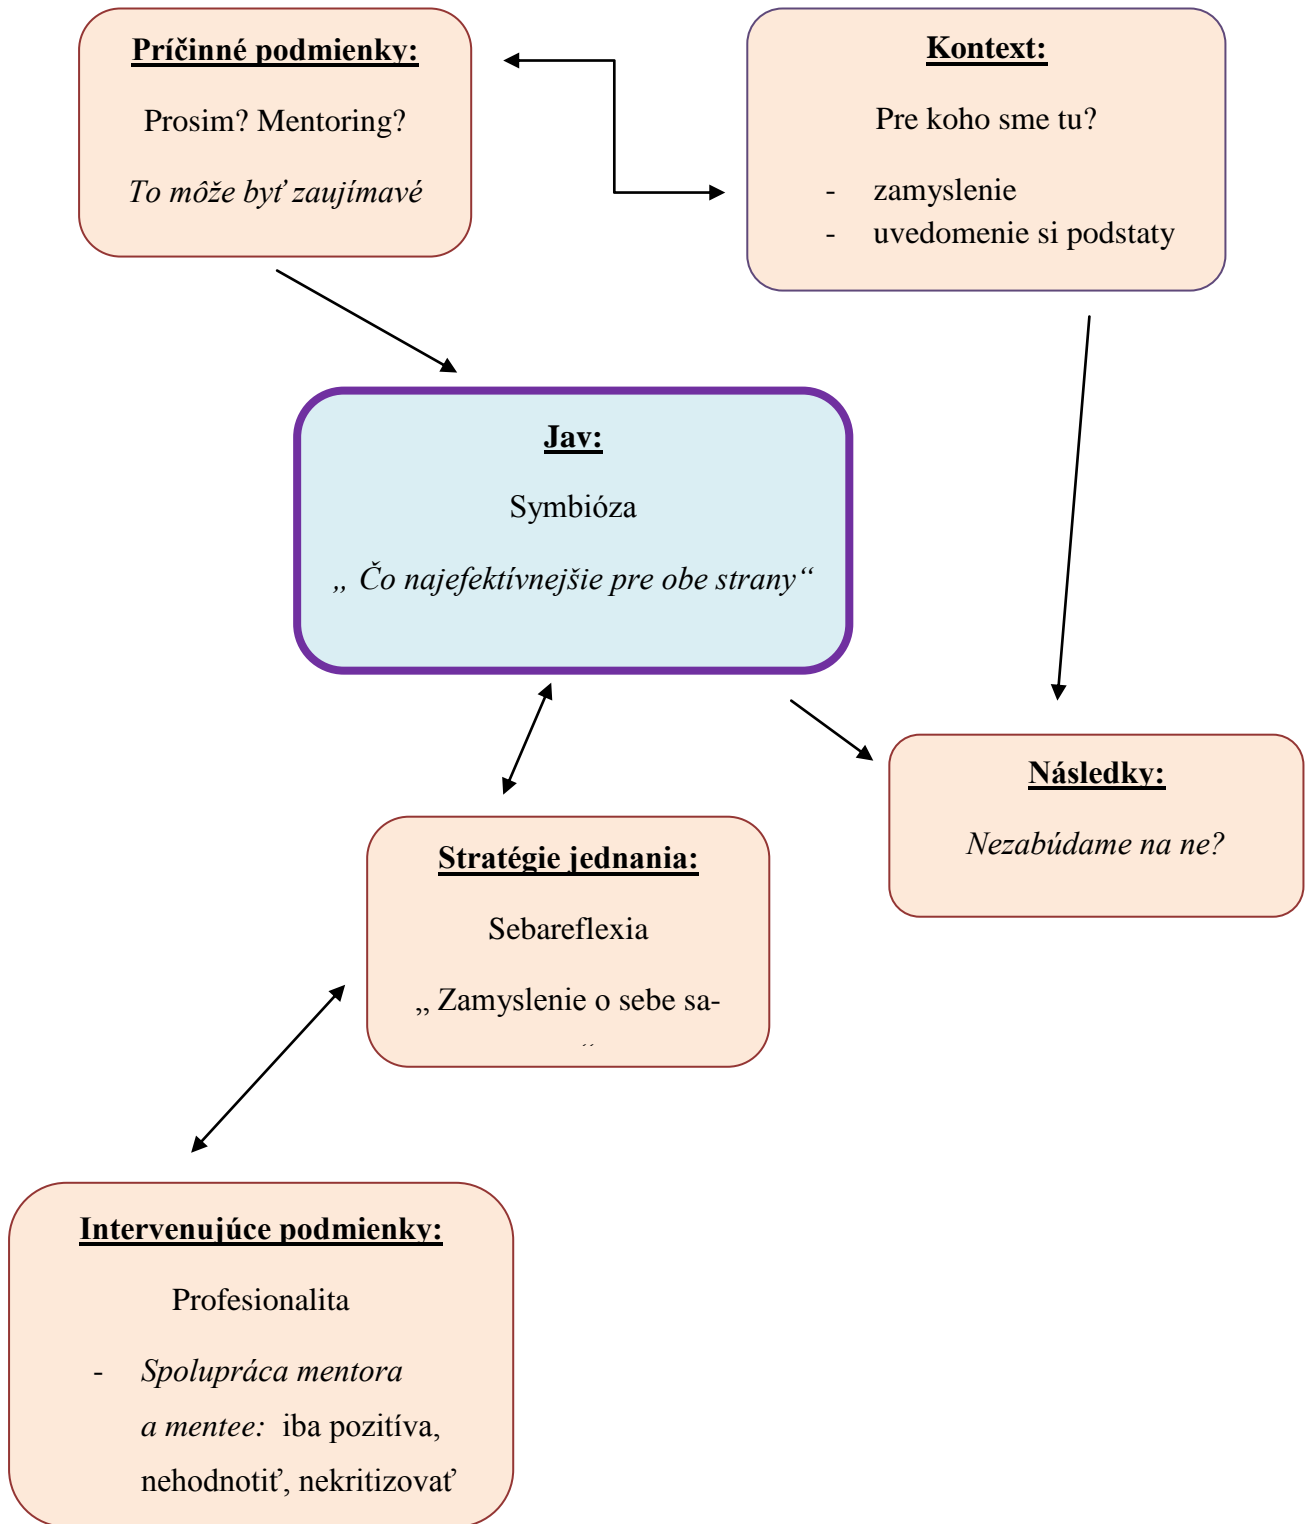 Príčinné podmienky:
Prosim? Mentoring?
To môže byť zaujímavé
Kontext:
Pre koho sme tu?
- zamyslenie
- uvedomenie si podstaty
Jav:
Symbióza
„ Čo najefektívnejšie pre obe strany“
Následky:
Nezabúdame na ne?
Stratégie jednania:
Sebareflexia
„ Zamyslenie o sebe sa-
“
Intervenujúce podmienky:
Profesionalita
- Spolupráca mentora
a mentee: iba pozitíva,
nehodnotiť, nekritizovať